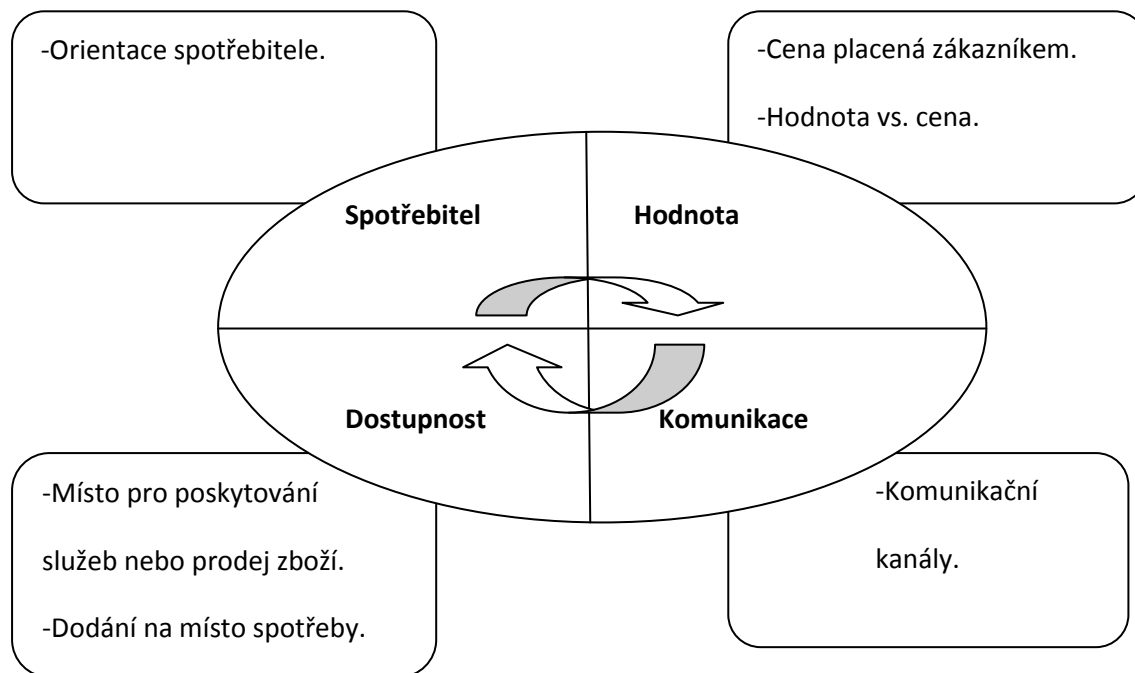 -Orientace spotřebitele.
-Cena placená zákazníkem.
-Hodnota vs. cena.
Spotřebitel
Hodnota
Dostupnost
Komunikace
-Místo pro poskytování
služeb nebo prodej zboží.
-Dodání na místo spotřeby.
-Komunikační
kanály.